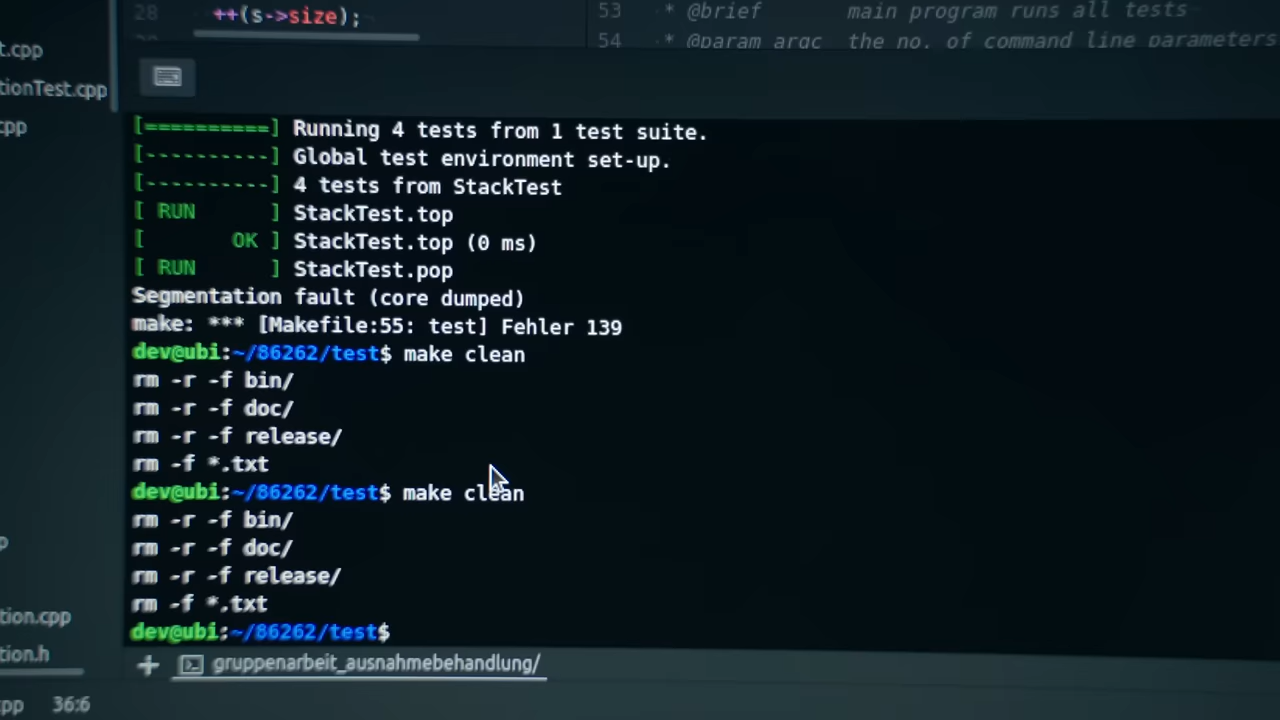 28 ++(s->size);
53 * @brief main program runs all tests
54 * @param argc the no. of command line parameters
t.cpp
tionTest.cpp
cpp
[==========] Running 4 tests from 1 test suite.
[----------] Global test environment set-up.
[----------] 4 tests from StackTest
[ RUN      ] StackTest.top
[       OK ] StackTest.top (0 ms)
[ RUN      ] StackTest.pop
Segmentation fault (core dumped)
make: *** [Makefile:55: test] Fehler 139
dev@ubi:~/86262/test$ make clean
rm -r -f bin/
rm -r -f doc/
rm -r -f release/
rm -f *.txt
dev@ubi:~/86262/test$ make clean
rm -r -f bin/
rm -r -f doc/
rm -r -f release/
rm -f *.txt
dev@ubi:~/86262/test$
p
tion.cpp
tion.h
+ gruppenarbeit_ausnahmebehandlung/
cpp 36:6